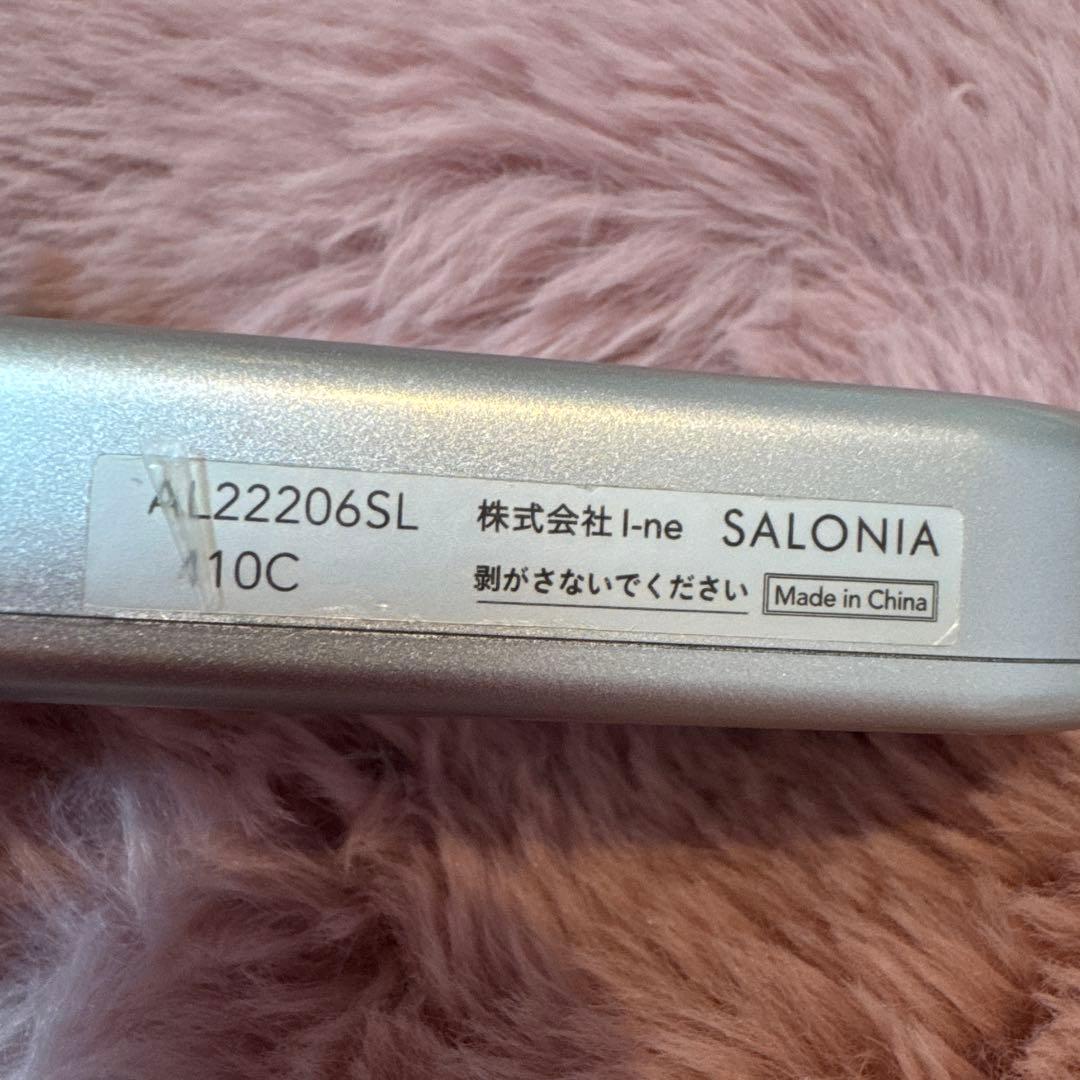 AL22206SL 株式会社 I-ne SALONIA
110C 剥がさないでください Made in China